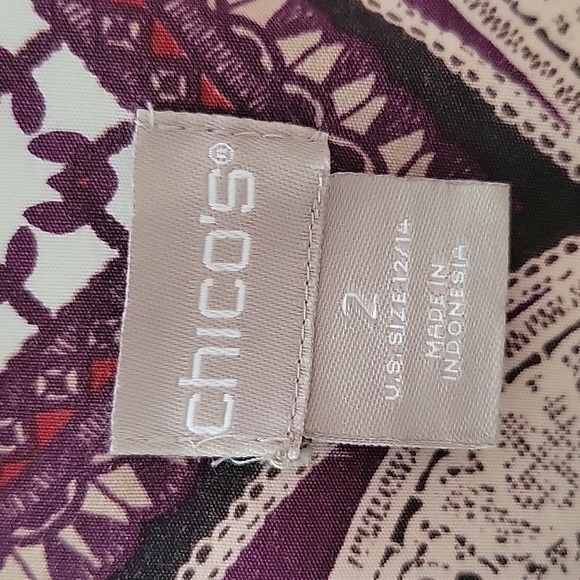 chico's®
2
U.S. SIZE 12/14
MADE IN
INDONESIA